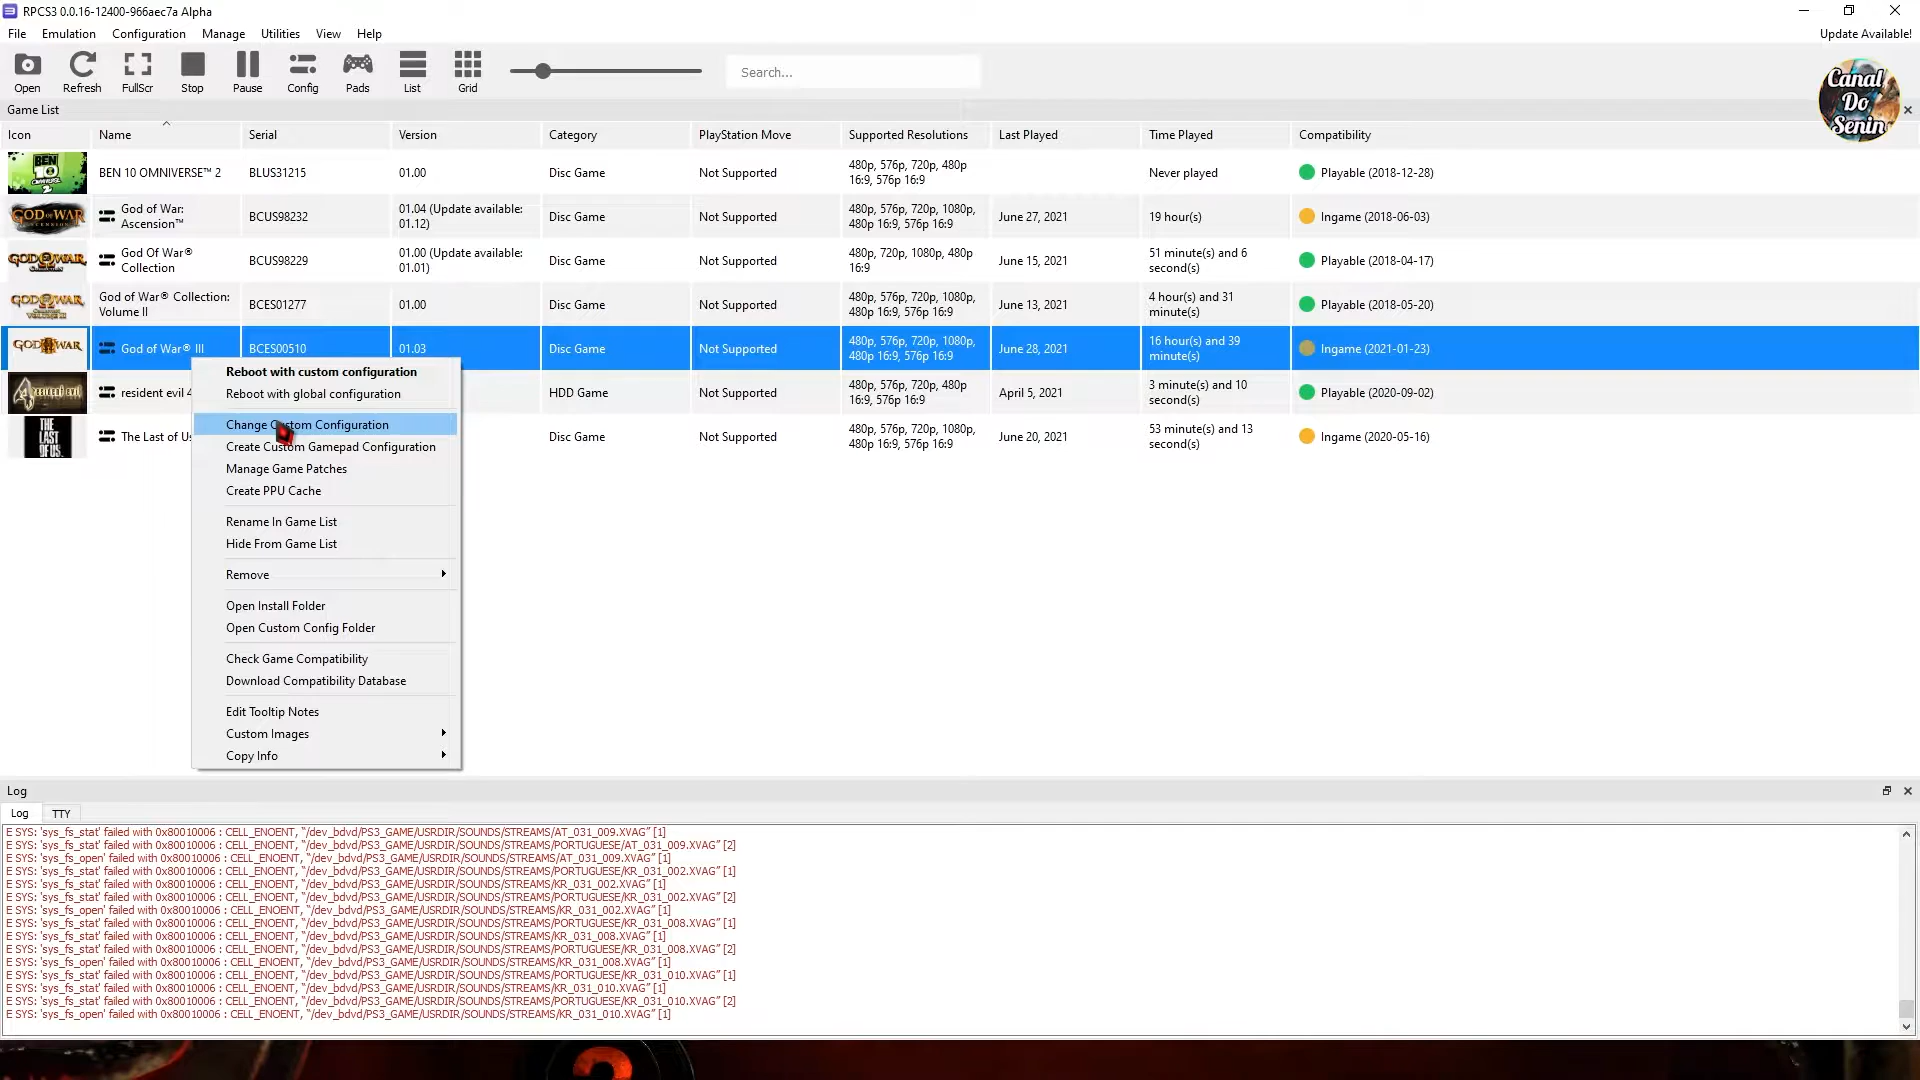 RPCS3 0.0.16-12400-966aec7a Alpha
File Emulation Configuration Manage Utilities View Help
Update Available!
Open Refresh FullScr Stop Pause Config Pads List Grid
Search...
Canal
Do
Senin
Game List
Icon Name Serial Version Category PlayStation Move Supported Resolutions Last Played Time Played Compatibility
BEN 10 OMNIVERSE™ 2 BLUS31215 01.00 Disc Game Not Supported 480p, 576p, 720p, 480p
16:9, 576p 16:9
Never played Playable (2018-12-28)
God of War:
Ascension™
BCUS98232
01.04 (Update available:
01.12)
Disc Game Not Supported
480p, 576p, 720p, 1080p,
480p 16:9, 576p 16:9
June 27, 2021 19 hour(s) Ingame (2018-06-03)
God Of War®
Collection
BCUS98229
01.00 (Update available:
01.01)
Disc Game Not Supported
480p, 720p, 1080p, 480p
16:9
June 15, 2021
51 minute(s) and 6
second(s)
Playable (2018-04-17)
God of War® Collection:
Volume II
BCES01277 01.00 Disc Game Not Supported
480p, 576p, 720p, 1080p,
480p 16:9, 576p 16:9
June 13, 2021
4 hour(s) and 31
minute(s)
Playable (2018-05-20)
God of War® III BCES00510 01.03 Disc Game Not Supported
480p, 576p, 720p, 1080p,
480p 16:9, 576p 16:9
June 28, 2021
16 hour(s) and 39
minute(s)
Ingame (2021-01-23)
resident evil 4 HDD Game Not Supported
480p, 576p, 720p, 480p
16:9, 576p 16:9
April 5, 2021
3 minute(s) and 10
second(s)
Playable (2020-09-02)
THE
LAST
OF US
The Last of Us Disc Game Not Supported
480p, 576p, 720p, 1080p,
480p 16:9, 576p 16:9
June 20, 2021
53 minute(s) and 13
second(s)
Ingame (2020-05-16)
Reboot with custom configuration
Reboot with global configuration
Change Custom Configuration
Create Custom Gamepad Configuration
Manage Game Patches
Create PPU Cache
Rename In Game List
Hide From Game List
Remove
Open Install Folder
Open Custom Config Folder
Check Game Compatibility
Download Compatibility Database
Edit Tooltip Notes
Custom Images
Copy Info
Log
Log TTY
E SYS: 'sys_fs_stat' failed with 0x80010006 : CELL_ENOENT, “/dev_bdvd/PS3_GAME/USRDIR/SOUNDS/STREAMS/AT_031_009.XVAG” [1]
E SYS: 'sys_fs_stat' failed with 0x80010006 : CELL_ENOENT, “/dev_bdvd/PS3_GAME/USRDIR/SOUNDS/STREAMS/PORTUGUESE/AT_031_009.XVAG” [2]
E SYS: 'sys_fs_open' failed with 0x80010006 : CELL_ENOENT, “/dev_bdvd/PS3_GAME/USRDIR/SOUNDS/STREAMS/AT_031_009.XVAG” [1]
E SYS: 'sys_fs_stat' failed with 0x80010006 : CELL_ENOENT, “/dev_bdvd/PS3_GAME/USRDIR/SOUNDS/STREAMS/PORTUGUESE/KR_031_002.XVAG” [1]
E SYS: 'sys_fs_stat' failed with 0x80010006 : CELL_ENOENT, “/dev_bdvd/PS3_GAME/USRDIR/SOUNDS/STREAMS/KR_031_002.XVAG” [1]
E SYS: 'sys_fs_stat' failed with 0x80010006 : CELL_ENOENT, “/dev_bdvd/PS3_GAME/USRDIR/SOUNDS/STREAMS/PORTUGUESE/KR_031_002.XVAG” [2]
E SYS: 'sys_fs_open' failed with 0x80010006 : CELL_ENOENT, “/dev_bdvd/PS3_GAME/USRDIR/SOUNDS/STREAMS/KR_031_002.XVAG” [1]
E SYS: 'sys_fs_stat' failed with 0x80010006 : CELL_ENOENT, “/dev_bdvd/PS3_GAME/USRDIR/SOUNDS/STREAMS/PORTUGUESE/KR_031_008.XVAG” [1]
E SYS: 'sys_fs_stat' failed with 0x80010006 : CELL_ENOENT, “/dev_bdvd/PS3_GAME/USRDIR/SOUNDS/STREAMS/KR_031_008.XVAG” [1]
E SYS: 'sys_fs_stat' failed with 0x80010006 : CELL_ENOENT, “/dev_bdvd/PS3_GAME/USRDIR/SOUNDS/STREAMS/PORTUGUESE/KR_031_008.XVAG” [2]
E SYS: 'sys_fs_open' failed with 0x80010006 : CELL_ENOENT, “/dev_bdvd/PS3_GAME/USRDIR/SOUNDS/STREAMS/KR_031_008.XVAG” [1]
E SYS: 'sys_fs_stat' failed with 0x80010006 : CELL_ENOENT, “/dev_bdvd/PS3_GAME/USRDIR/SOUNDS/STREAMS/PORTUGUESE/KR_031_010.XVAG” [1]
E SYS: 'sys_fs_stat' failed with 0x80010006 : CELL_ENOENT, “/dev_bdvd/PS3_GAME/USRDIR/SOUNDS/STREAMS/KR_031_010.XVAG” [1]
E SYS: 'sys_fs_stat' failed with 0x80010006 : CELL_ENOENT, “/dev_bdvd/PS3_GAME/USRDIR/SOUNDS/STREAMS/PORTUGUESE/KR_031_010.XVAG” [2]
E SYS: 'sys_fs_open' failed with 0x80010006 : CELL_ENOENT, “/dev_bdvd/PS3_GAME/USRDIR/SOUNDS/STREAMS/KR_031_010.XVAG” [1]